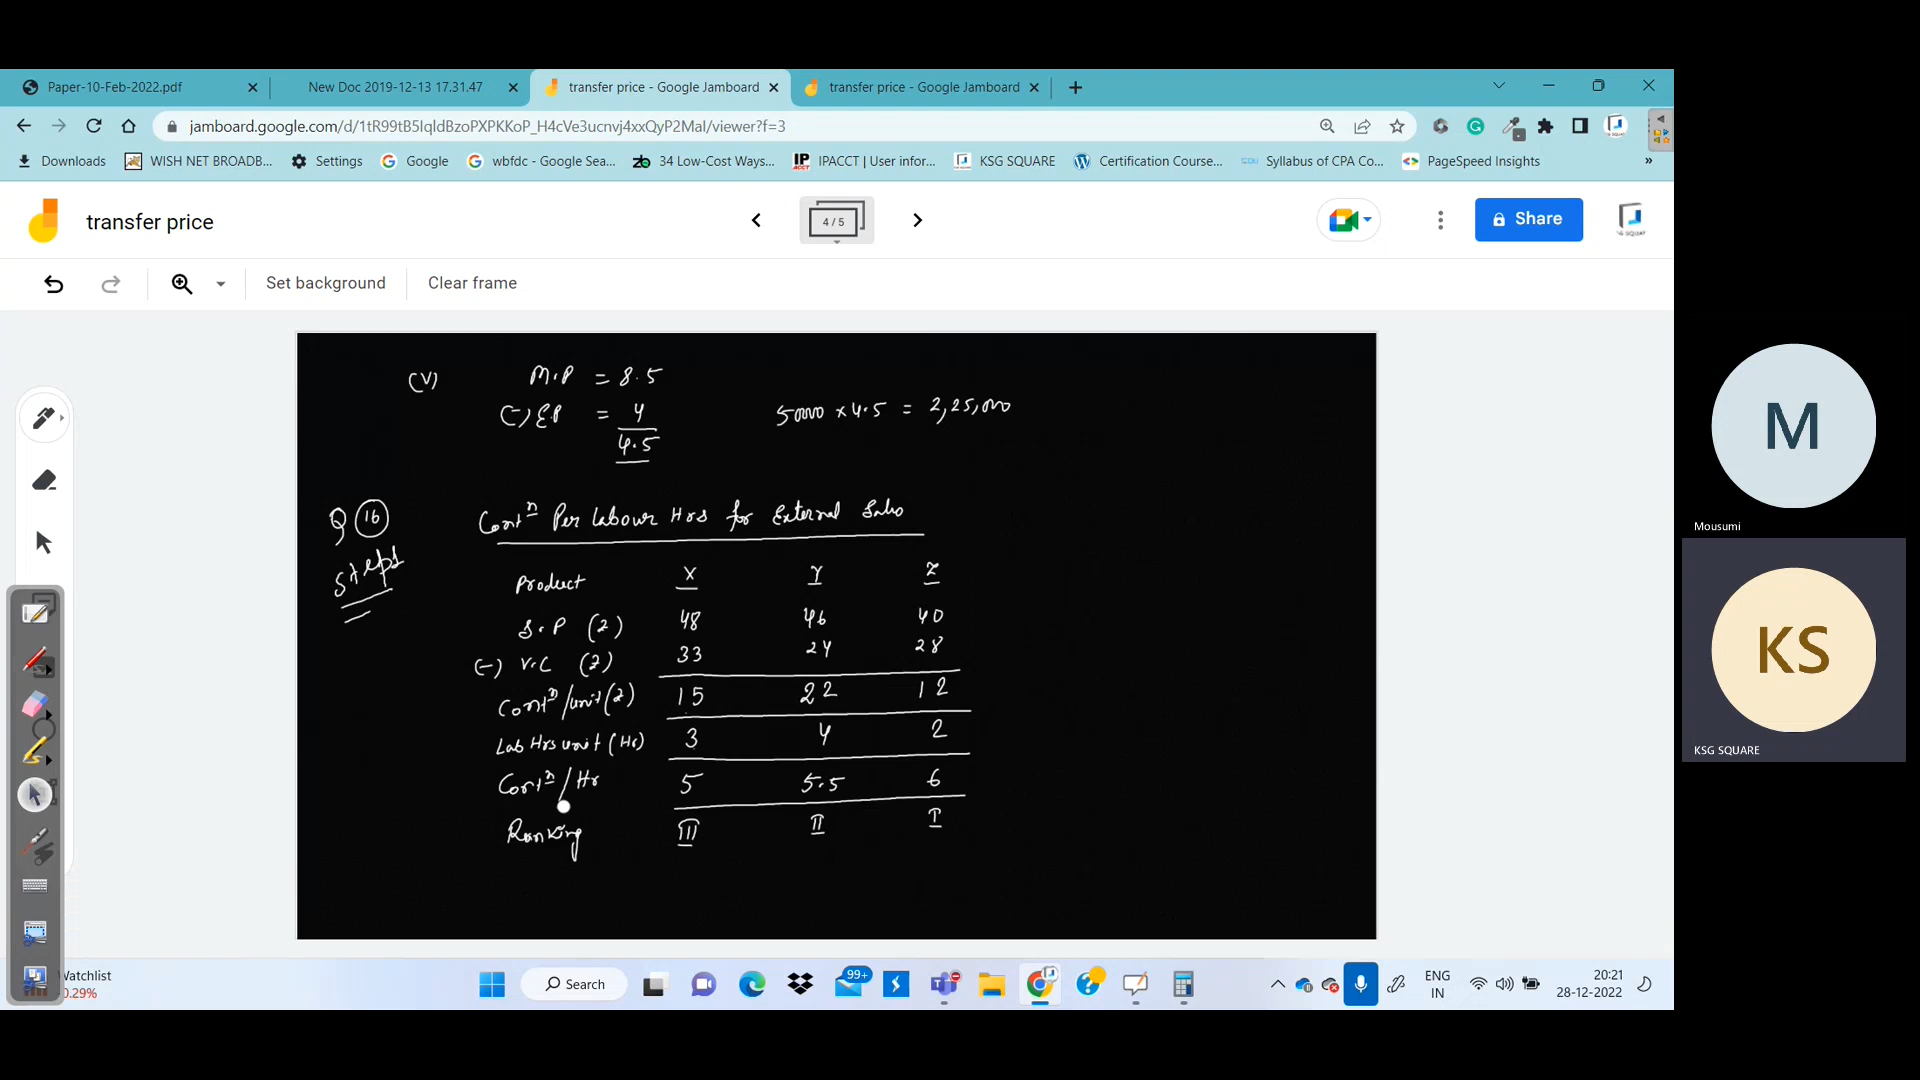 Paper-10-Feb-2022.pdf
New Doc 2019-12-13 17.31.47
transfer price - Google Jamboard
transfer price - Google Jamboard
jamboard.google.com/d/1tR99tB5IqldBzoPXPKKoP_H4cVe3ucnvj4xxQyP2MaI/viewer?f=3
Downloads
WISH NET BROADB...
Settings
Google
wbfdc - Google Sea...
34 Low-Cost Ways...
IPACCT | User infor...
KSG SQUARE
Certification Course...
Syllabus of CPA Co...
PageSpeed Insights
transfer price
4 / 5
Share
Set background
Clear frame
(V) M.P = 8.5
(-) E.P = 4
4.5
50000 x 4.5 = 2,25,000
Q 16 Contn Per Labour Hrs for External Sales
Steps
Product X Y Z
S.P (2) 48 46 40
(-) V.C (2) 33 24 28
Contn/unit (2) 15 22 12
Lab Hrs unit (Hr) 3 4 2
Contn/Hr 5 5.5 6
Ranking III II I
M
Mousumi
KS
KSG SQUARE
Watchlist
0.29%
Search
99+
ENG
IN
20:21
28-12-2022